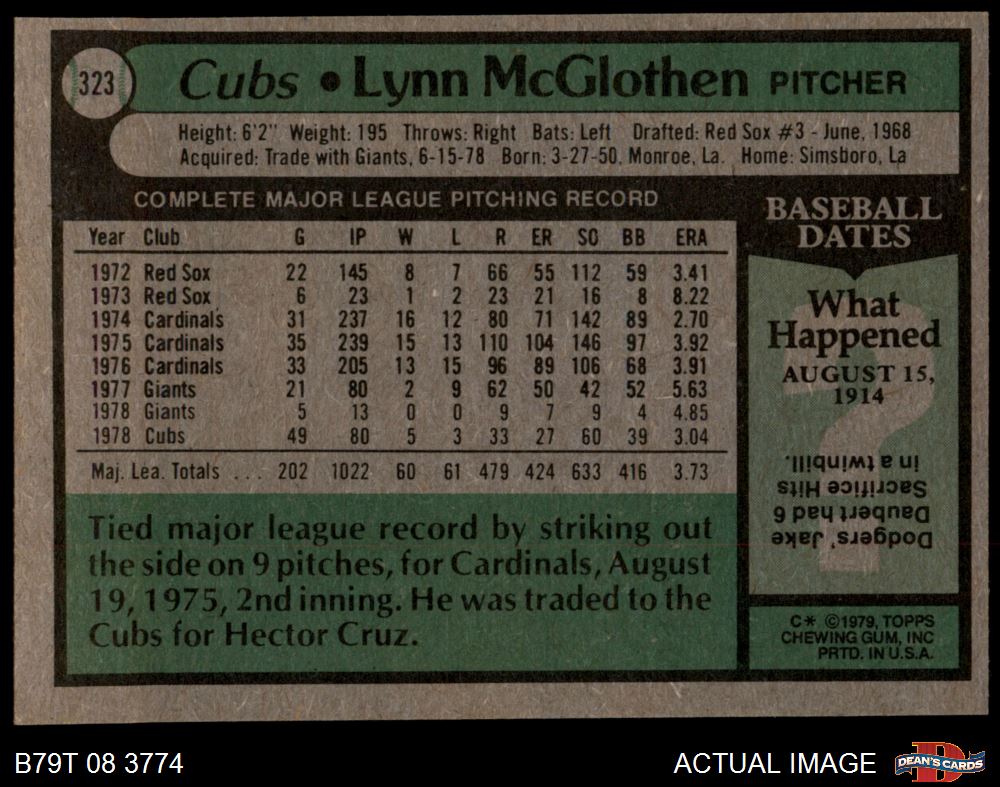 323
Cubs • Lynn McGlothen PITCHER
Height: 6'2" Weight: 195 Throws: Right Bats: Left Drafted: Red Sox #3 - June, 1968
Acquired: Trade with Giants, 6-15-78 Born: 3-27-50, Monroe, La. Home: Simsboro, La
COMPLETE MAJOR LEAGUE PITCHING RECORD
Year Club G IP W L R ER SO BB ERA
1972 Red Sox 22 145 8 7 66 55 112 59 3.41
1973 Red Sox 6 23 1 2 23 21 16 8 8.22
1974 Cardinals 31 237 16 12 80 71 142 89 2.70
1975 Cardinals 35 239 15 13 110 104 146 97 3.92
1976 Cardinals 33 205 13 15 96 89 106 68 3.91
1977 Giants 21 80 2 9 62 50 42 52 5.63
1978 Giants 5 13 0 0 9 7 9 4 4.85
1978 Cubs 49 80 5 3 33 27 60 39 3.04
Maj. Lea. Totals . . . 202 1022 60 61 479 424 633 416 3.73
Tied major league record by striking out
the side on 9 pitches, for Cardinals, August
19, 1975, 2nd inning. He was traded to the
Cubs for Hector Cruz.
BASEBALL
DATES
What
Happened
AUGUST 15,
1914
?
Dodgers' Jake
Daubert had 6
Sacrifice Hits
in a twinbill.
C* ©1979, TOPPS
CHEWING GUM, INC
PRTD. IN U.S.A.
B79T 08 3774
ACTUAL IMAGE
D
DEAN'S CARDS